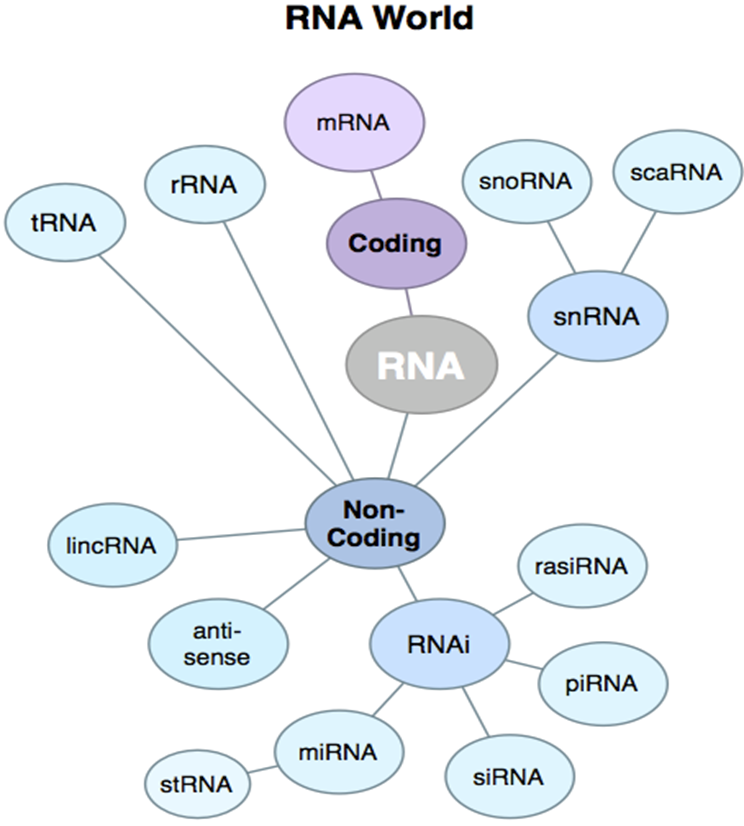 RNA World
mRNA
snoRNA
scaRNA
rRNA
tRNA
Coding
snRNA
RNA
Non-
Coding
lincRNA
rasiRNA
anti-
sense
RNAi
piRNA
miRNA
siRNA
stRNA